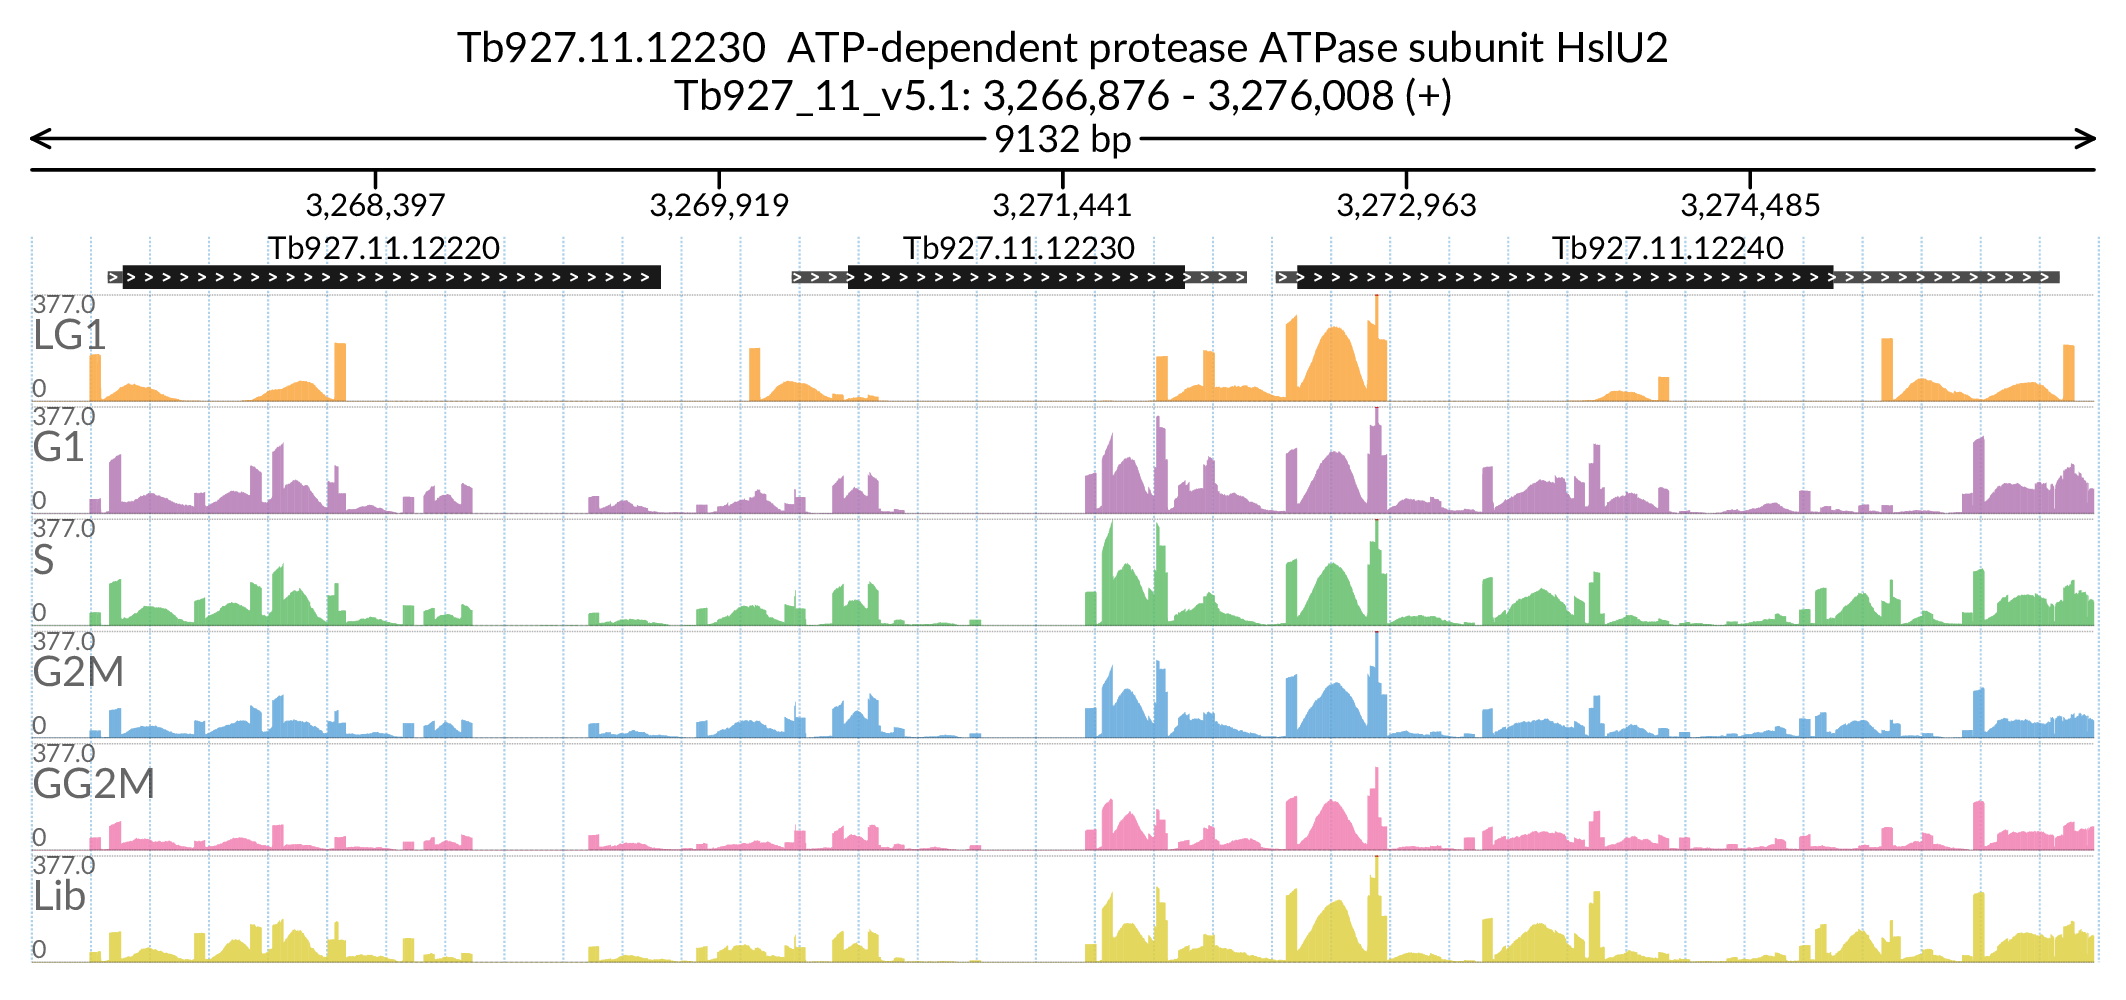 Tb927.11.12230  ATP-dependent protease ATPase subunit HslU2
Tb927_11_v5.1: 3,266,876 - 3,276,008 (+)
9132 bp
3,268,397 3,269,919 3,271,441 3,272,963 3,274,485
Tb927.11.12220 Tb927.11.12230 Tb927.11.12240
377.0
LG1
0
377.0
G1
0
377.0
S
0
377.0
G2M
0
377.0
GG2M
0
377.0
Lib
0